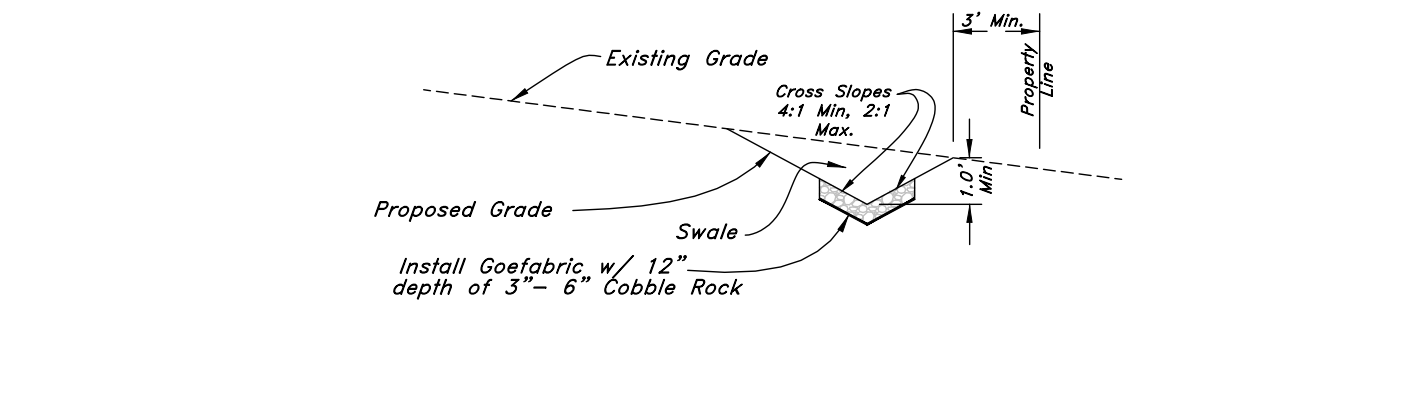 3' Min.
Existing Grade
Property
Line
Cross Slopes
4:1 Min, 2:1
Max.
1.0'
Min
Proposed Grade
Swale
Install Goefabric w/ 12"
depth of 3"- 6" Cobble Rock